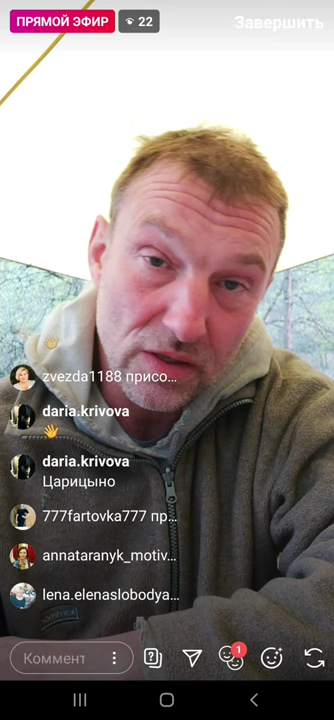 ПРЯМОЙ ЭФИР
22
Завершить
zvezda1188 присо...
daria.krivova
daria.krivova
Царицыно
777fartovka777 пр...
annataranyk_motiv...
lena.elenaslobodya...
Коммент
1